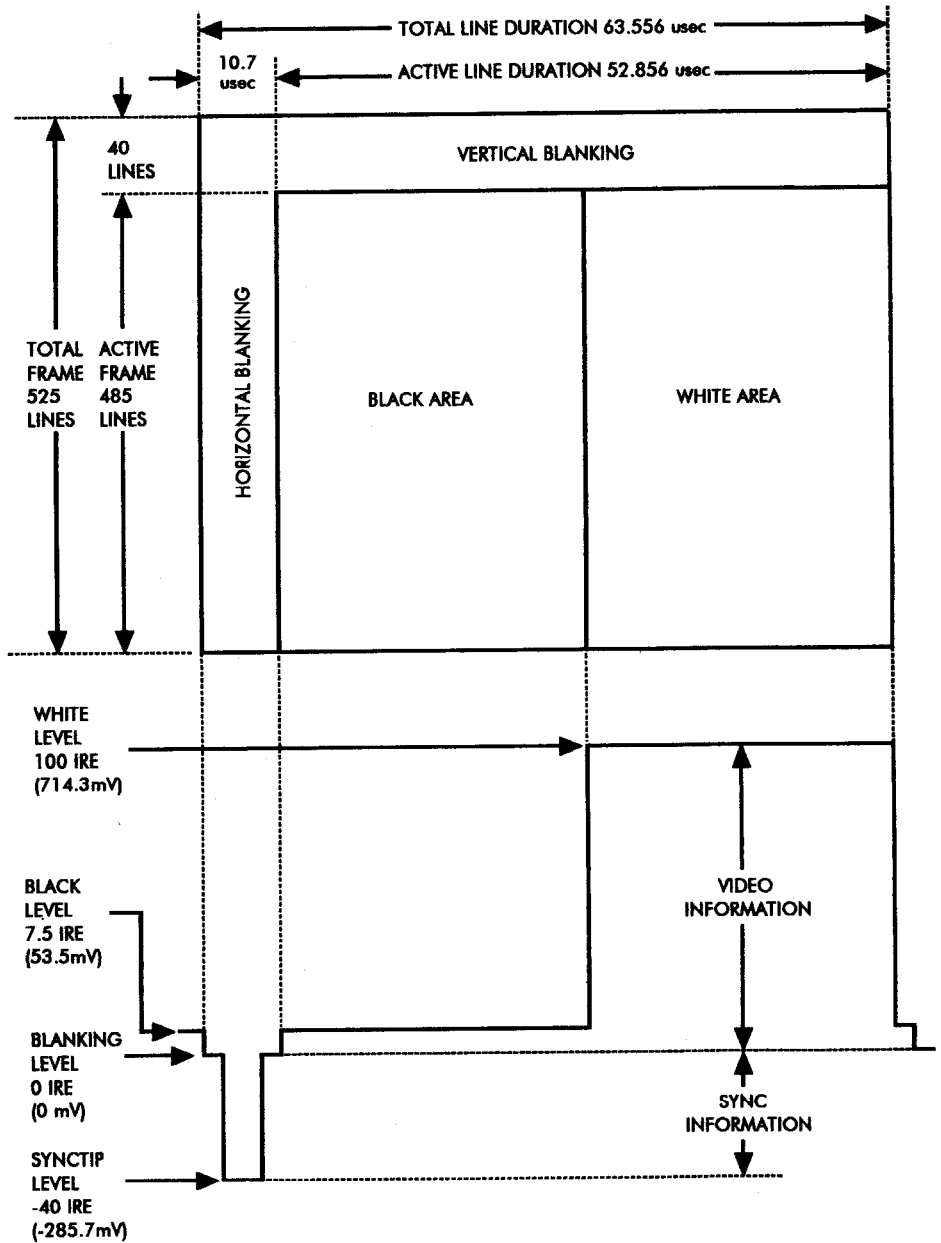 TOTAL LINE DURATION 63.556 usec
10.7
usec
ACTIVE LINE DURATION 52.856 usec
40
LINES
VERTICAL BLANKING
TOTAL
FRAME
525
LINES
ACTIVE
FRAME
485
LINES
HORIZONTAL BLANKING
BLACK AREA
WHITE AREA
WHITE
LEVEL
100 IRE
(714.3mV)
BLACK
LEVEL
7.5 IRE
(53.5mV)
VIDEO
INFORMATION
BLANKING
LEVEL
0 IRE
(0 mV)
SYNC
INFORMATION
SYNCTIP
LEVEL
-40 IRE
(-285.7mV)